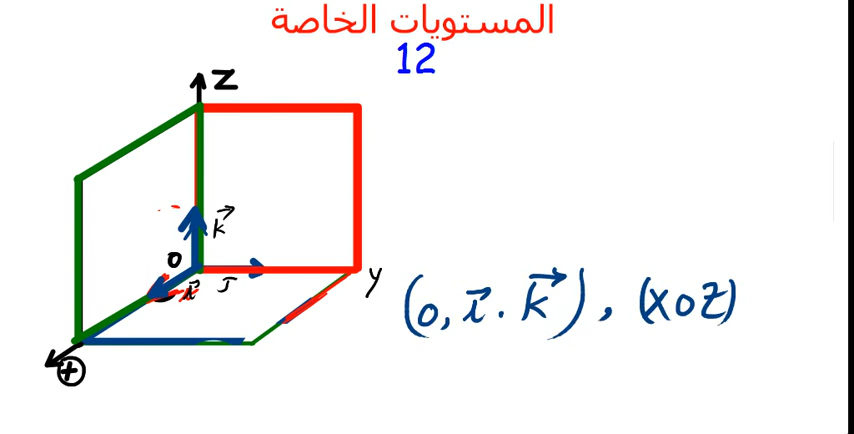 المستويات الخاصة
12
Z
k⃗
O
i⃗
J
y
(o, i⃗. k⃗), (XOZ)
+